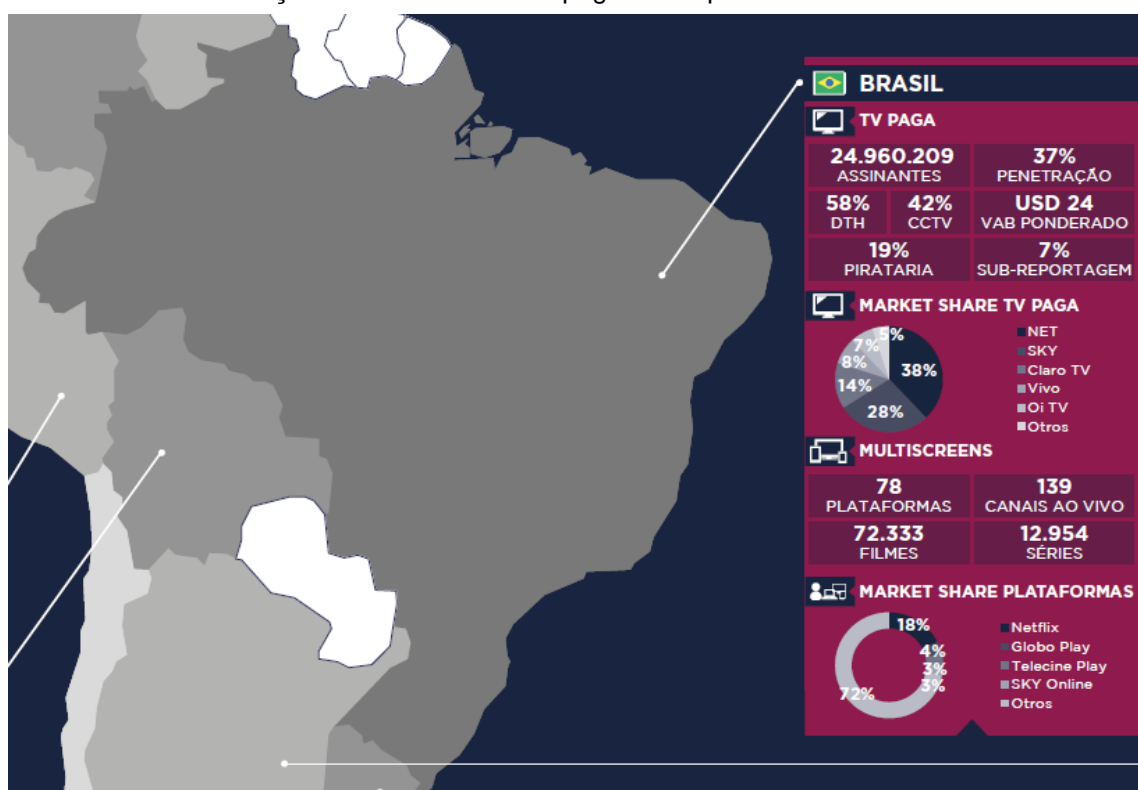 BRASIL
TV PAGA
24.960.209
ASSINANTES
37%
PENETRAÇÃO
58%
DTH
42%
CCTV
USD 24
VAB PONDERADO
19%
PIRATARIA
7%
SUB-REPORTAGEM
MARKET SHARE TV PAGA
5%
7%
8%
14%
28%
38%
NET
SKY
Claro TV
Vivo
Oi TV
Otros
MULTISCREENS
78
PLATAFORMAS
139
CANAIS AO VIVO
72.333
FILMES
12.954
SÉRIES
MARKET SHARE PLATAFORMAS
18%
4%
3%
3%
72%
Netflix
Globo Play
Telecine Play
SKY Online
Otros